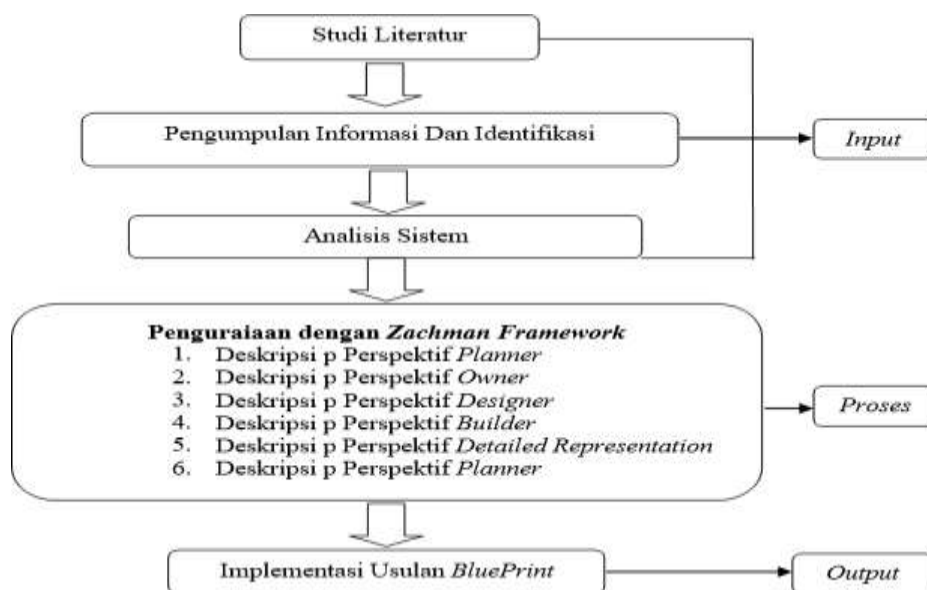 Studi Literatur
Pengumpulan Informasi Dan Identifikasi
Input
Analisis Sistem
Penguraiaan dengan Zachman Framework
1. Deskripsi p Perspektif Planner
2. Deskripsi p Perspektif Owner
3. Deskripsi p Perspektif Designer
4. Deskripsi p Perspektif Builder
5. Deskripsi p Perspektif Detailed Representation
6. Deskripsi p Perspektif Planner
Proses
Implementasi Usulan BluePrint
Output